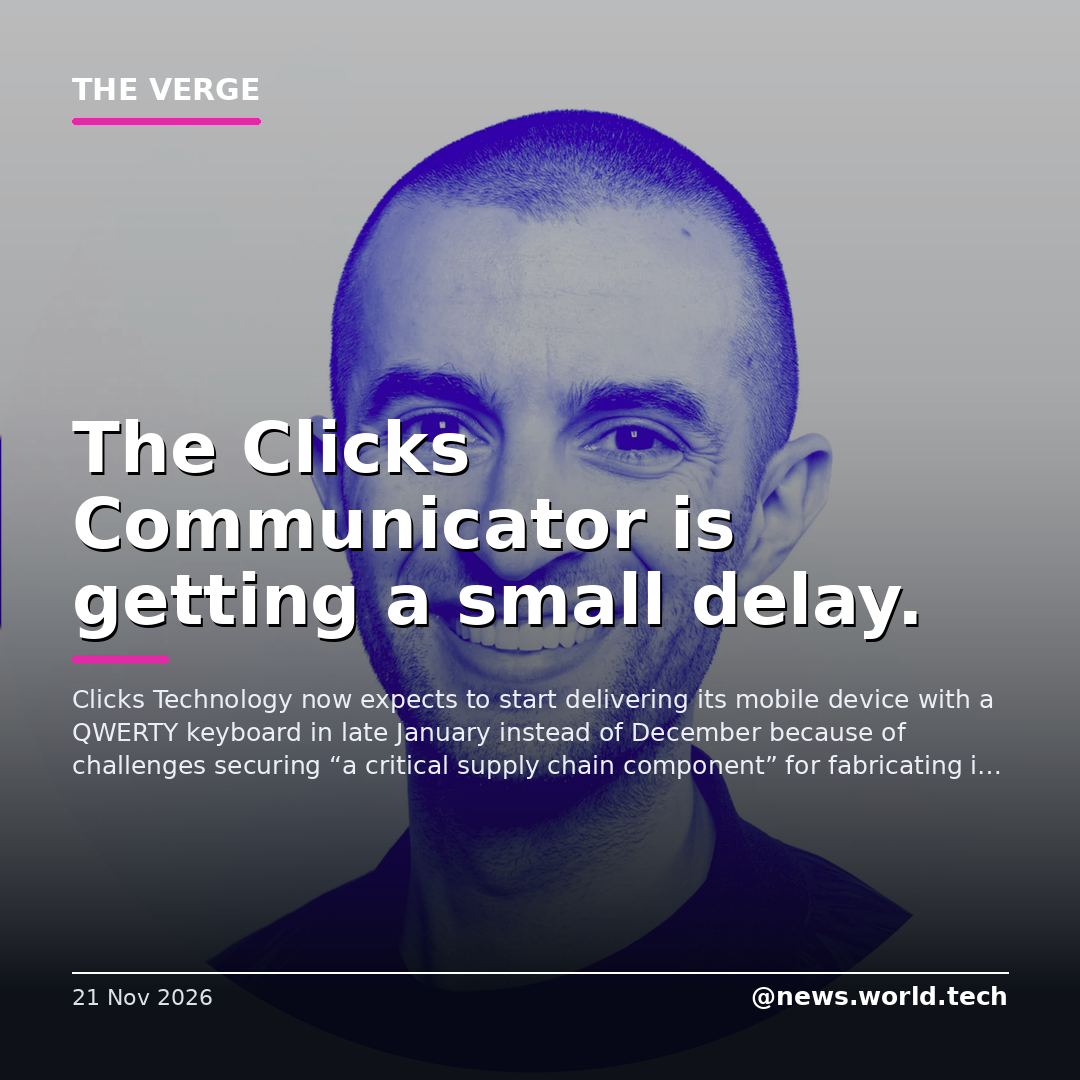 THE VERGE
The Clicks
Communicator is
getting a small delay.
Clicks Technology now expects to start delivering its mobile device with a
QWERTY keyboard in late January instead of December because of
challenges securing “a critical supply chain component” for fabricating i…
21 Nov 2026
@news.world.tech